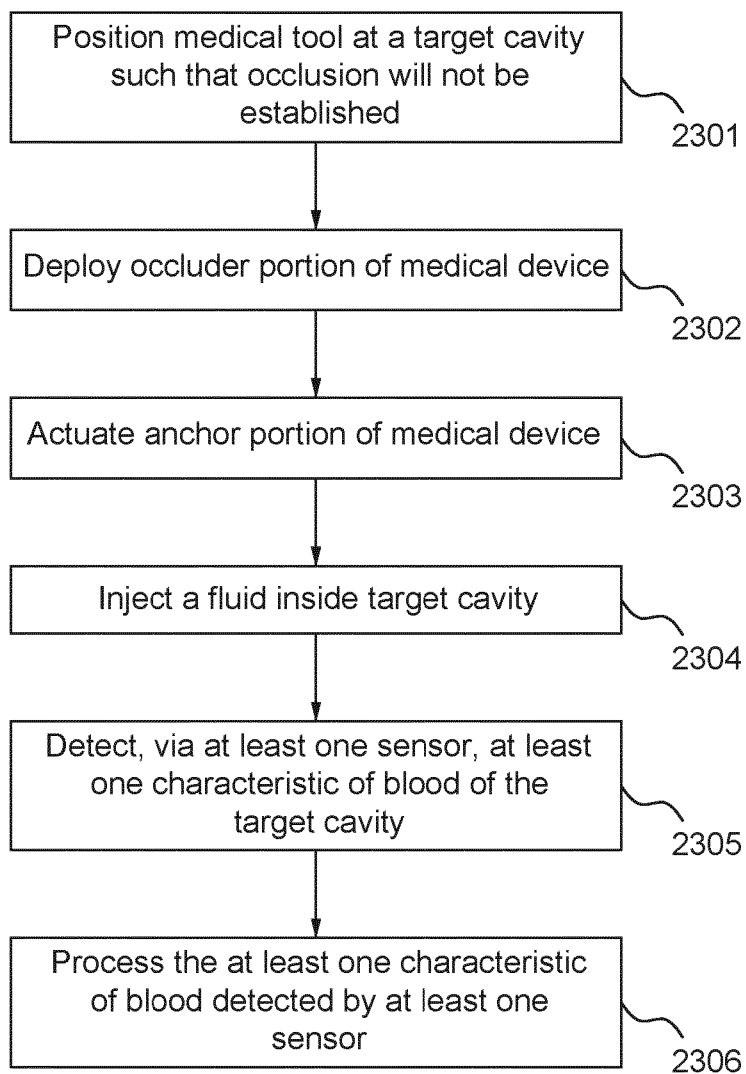 Position medical tool at a target cavity
such that occlusion will not be
established
2301
Deploy occluder portion of medical device
2302
Actuate anchor portion of medical device
2303
Inject a fluid inside target cavity
2304
Detect, via at least one sensor, at least
one characteristic of blood of the
target cavity
2305
Process the at least one characteristic
of blood detected by at least one
sensor
2306